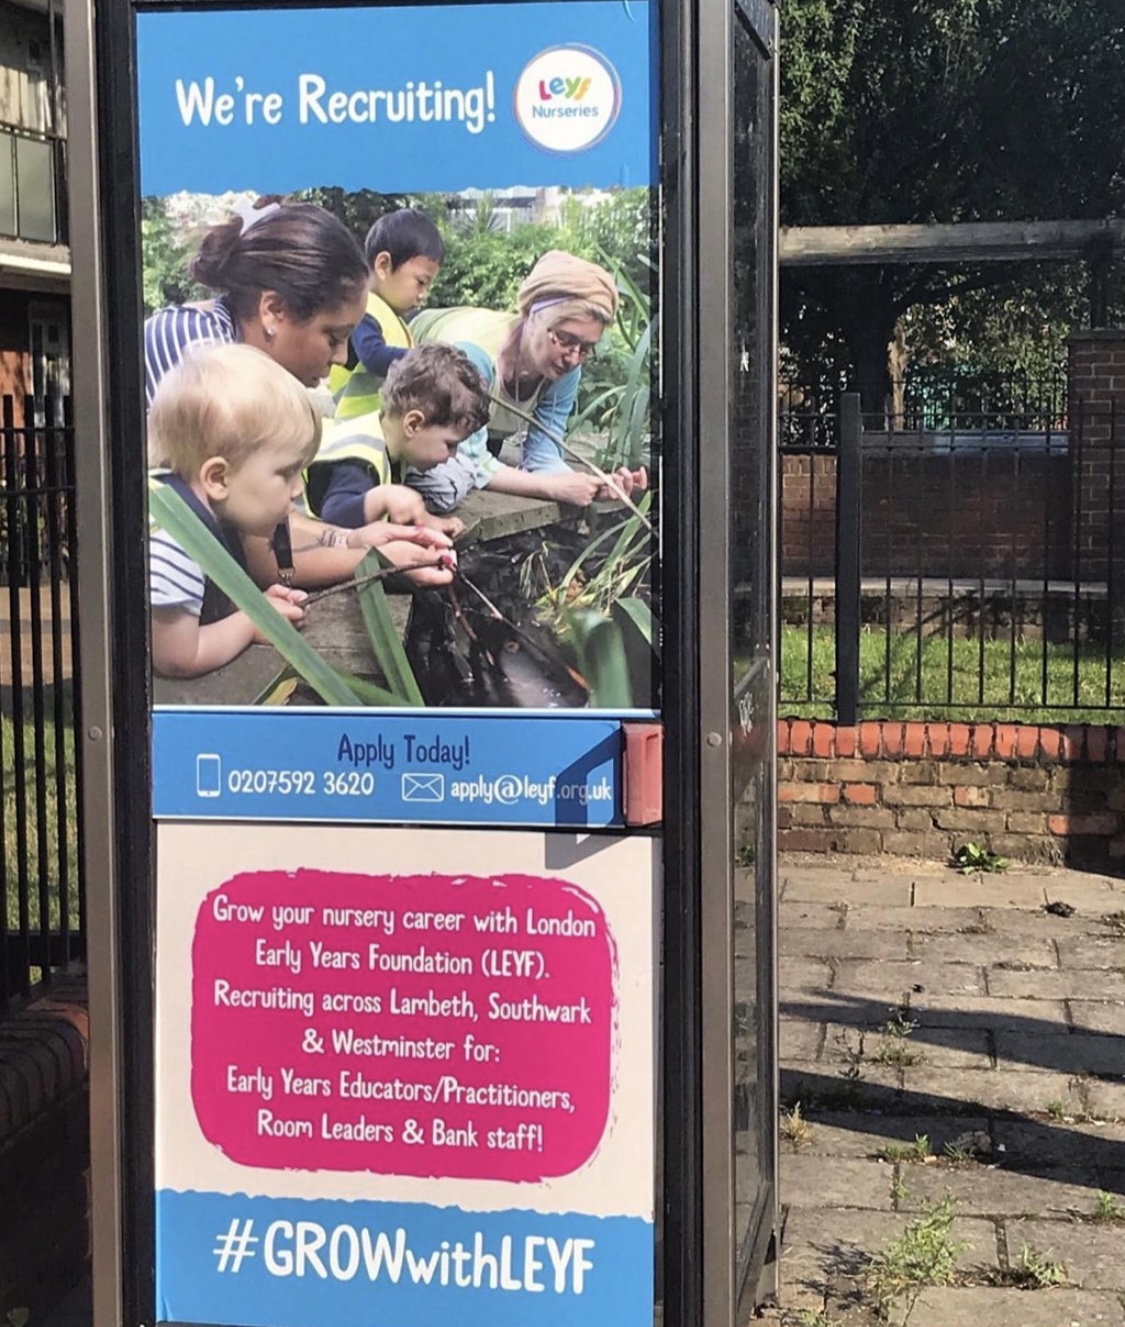 We're Recruiting!
Leyf
Nurseries
Apply Today!
0207592 3620
apply@leyf.org.uk
Grow your nursery career with London
Early Years Foundation (LEYF).
Recruiting across Lambeth, Southwark
& Westminster for:
Early Years Educators/Practitioners,
Room Leaders & Bank staff!
#GROWwithLEYF